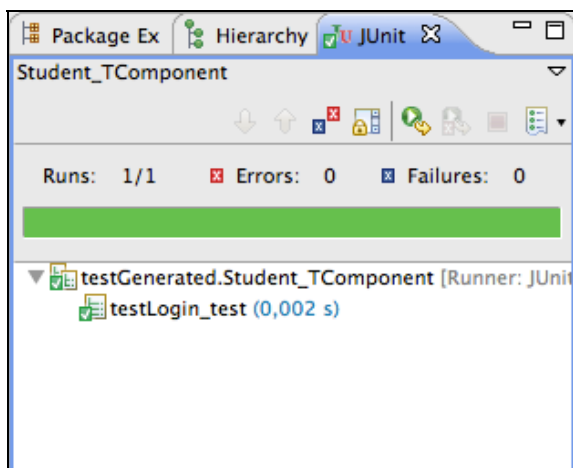 Package Ex Hierarchy JU JUnit
Student_TComponent
Runs: 1/1 Errors: 0 Failures: 0
testGenerated.Student_TComponent [Runner: JUnit
testLogin_test (0,002 s)